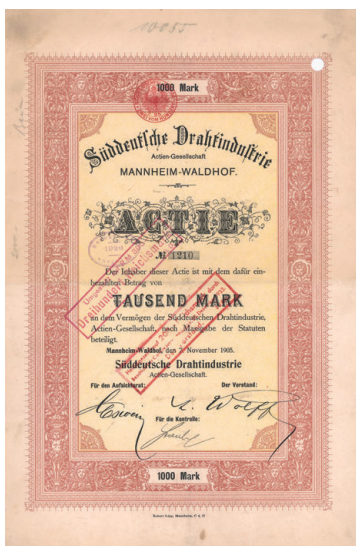 10055
1000 Mark
Süddeutsche Drahtindustrie
Actien-Gesellschaft
MANNHEIM-WALDHOF.
ACTIE
№ 1210
Der Inhaber dieser Actie ist mit dem dafür ein-
bezahlten Betrag von
TAUSEND MARK
an dem Vermögen der Süddeutschen Drahtindustrie,
Actien-Gesellschaft, nach Massgabe der Statuten
beteiligt.
Mannheim-Waldhof, den 7. November 1905.
Süddeutsche Drahtindustrie
Actien-Gesellschaft.
Für den Aufsichtsrat: Der Vorstand:
Wolff
Für die Kontrolle:
1000 Mark